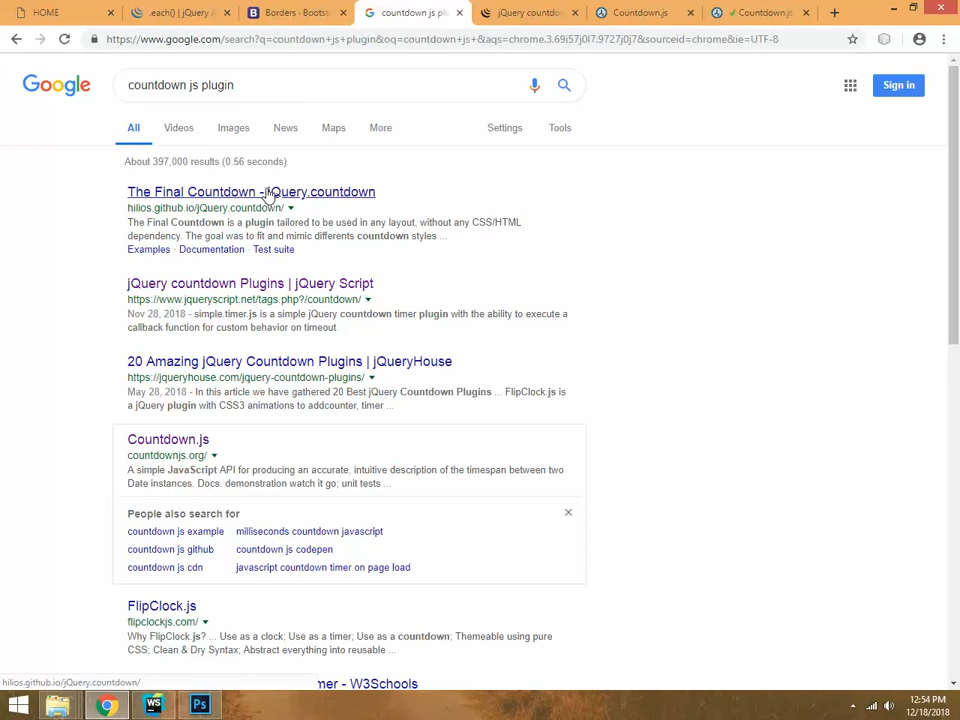 HOME
.each() | jQuery A
Borders · Bootst
countdown js plu
jQuery countdo
Countdown.js
✓ Countdown.js
https://www.google.com/search?q=countdown+js+plugin&oq=countdown+js+&aqs=chrome.3.69i57j0l7.9727j0j7&sourceid=chrome&ie=UTF-8
Google
countdown js plugin
Sign in
All Videos Images News Maps More Settings Tools
About 397,000 results (0.56 seconds)
The Final Countdown - jQuery.countdown
hilios.github.io/jQuery.countdown/
The Final Countdown is a plugin tailored to be used in any layout, without any CSS/HTML
dependency. The goal was to fit and mimic differents countdown styles ...
Examples · Documentation · Test suite
jQuery countdown Plugins | jQuery Script
https://www.jqueryscript.net/tags.php?/countdown/
Nov 28, 2018 - simple.timer.js is a simple jQuery countdown timer plugin with the ability to execute a
callback function for custom behavior on timeout.
20 Amazing jQuery Countdown Plugins | jQueryHouse
https://jqueryhouse.com/jquery-countdown-plugins/
May 28, 2018 - In this article we have gathered 20 Best jQuery Countdown Plugins ... FlipClock.js is
a jQuery plugin with CSS3 animations to addcounter, timer ...
Countdown.js
countdownjs.org/
A simple JavaScript API for producing an accurate, intuitive description of the timespan between two
Date instances. Docs. demonstration watch it go; unit tests ...
People also search for
countdown js example milliseconds countdown javascript
countdown js github countdown js codepen
countdown js cdn javascript countdown timer on page load
FlipClock.js
flipclockjs.com/
Why FlipClock.js? ... Use as a clock; Use as a timer; Use as a countdown; Themeable using pure
CSS; Clean & Dry Syntax; Abstract everything into reusable ...
hilios.github.io/jQuery.countdown/
mer - W3Schools
WS
Ps
12:54 PM
12/18/2018